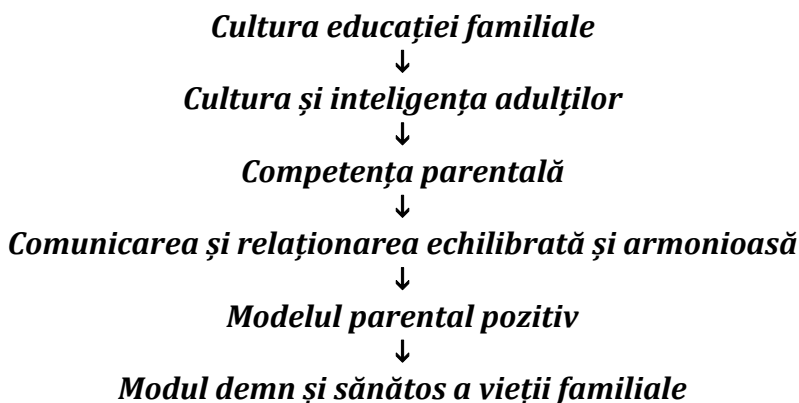 Cultura educației familiale
↓
Cultura și inteligența adulților
↓
Competența parentală
↓
Comunicarea și relaționarea echilibrată și armonioasă
↓
Modelul parental pozitiv
↓
Modul demn și sănătos a vieții familiale